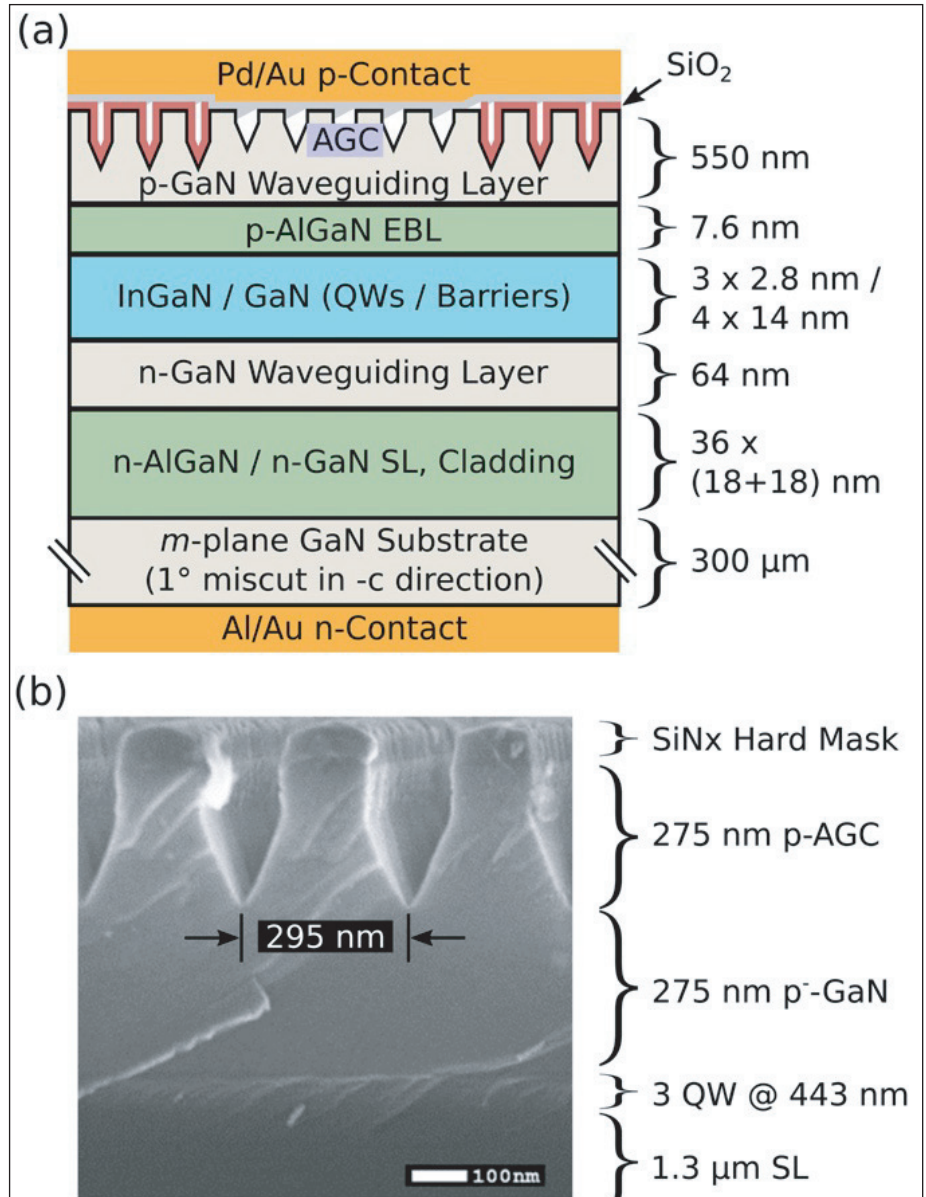 (a)
Pd/Au p-Contact
SiO₂
AGC
p-GaN Waveguiding Layer
550 nm
p-AlGaN EBL
7.6 nm
InGaN / GaN (QWs / Barriers)
3 x 2.8 nm /
4 x 14 nm
n-GaN Waveguiding Layer
64 nm
n-AlGaN / n-GaN SL, Cladding
36 x
(18+18) nm
m-plane GaN Substrate
(1° miscut in -c direction)
300 μm
Al/Au n-Contact
(b)
SiNx Hard Mask
275 nm p-AGC
295 nm
275 nm p⁻-GaN
3 QW @ 443 nm
100nm
1.3 μm SL